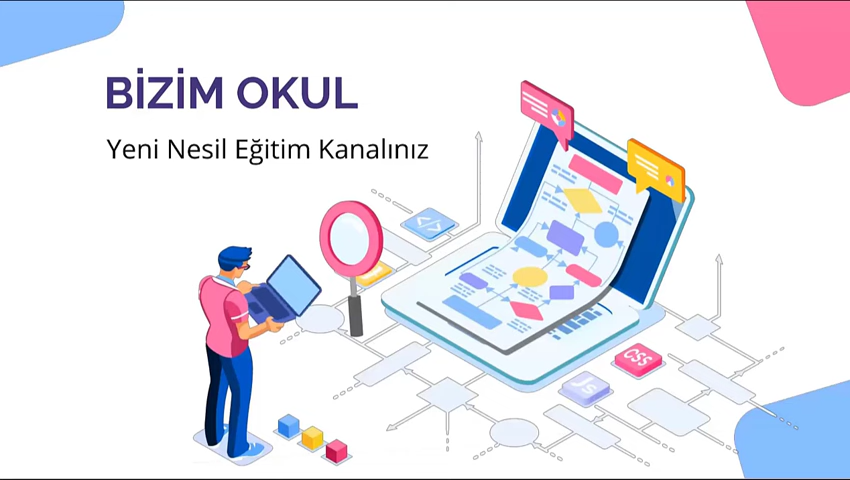 BİZİM OKUL
Yeni Nesil Eğitim Kanalınız
</>
CSS
JS